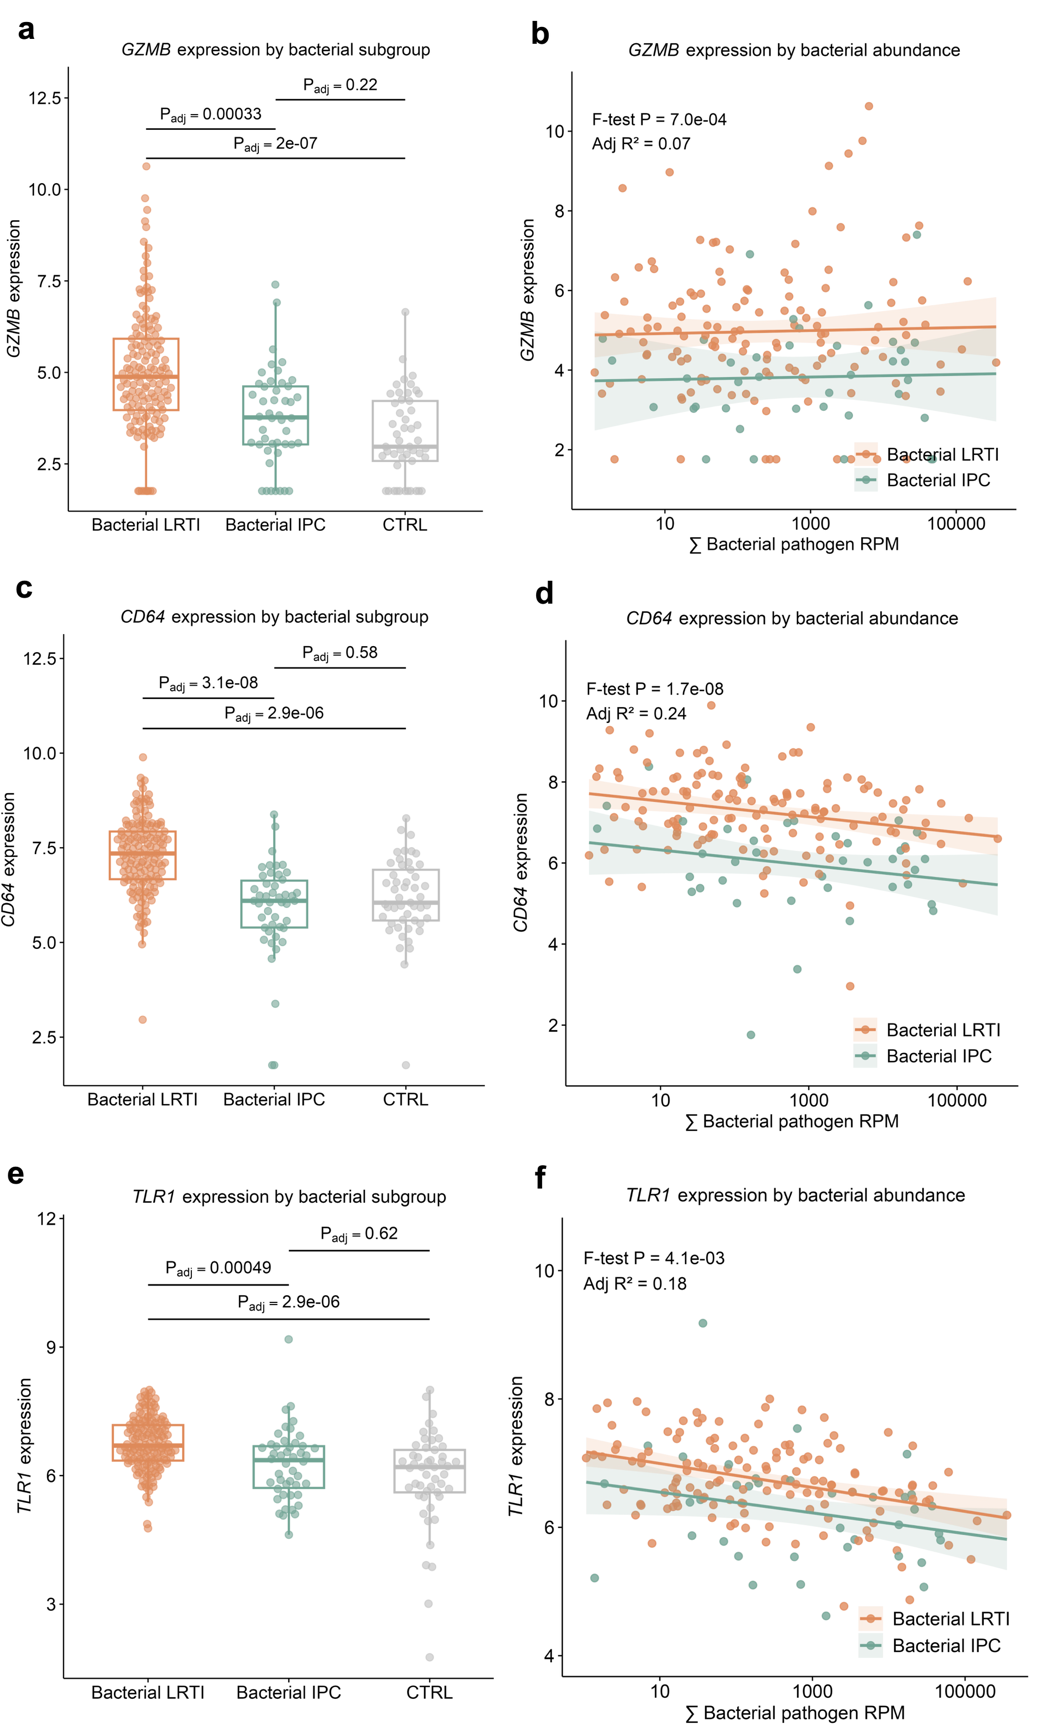 a
GZMB expression by bacterial subgroup
12.5
10.0
7.5
5.0
2.5
GZMB expression
Padj = 0.22
Padj = 0.00033
Padj = 2e-07
Bacterial LRTI
Bacterial IPC
CTRL
b
GZMB expression by bacterial abundance
F-test P = 7.0e-04
Adj R² = 0.07
10
8
6
4
2
GZMB expression
Bacterial LRTI
Bacterial IPC
10
1000
100000
∑ Bacterial pathogen RPM
c
CD64 expression by bacterial subgroup
12.5
10.0
7.5
5.0
2.5
CD64 expression
Padj = 0.58
Padj = 3.1e-08
Padj = 2.9e-06
Bacterial LRTI
Bacterial IPC
CTRL
d
CD64 expression by bacterial abundance
F-test P = 1.7e-08
Adj R² = 0.24
10
8
6
4
2
CD64 expression
Bacterial LRTI
Bacterial IPC
10
1000
100000
∑ Bacterial pathogen RPM
e
TLR1 expression by bacterial subgroup
12
9
6
3
TLR1 expression
Padj = 0.62
Padj = 0.00049
Padj = 2.9e-06
Bacterial LRTI
Bacterial IPC
CTRL
f
TLR1 expression by bacterial abundance
F-test P = 4.1e-03
Adj R² = 0.18
10
8
6
4
TLR1 expression
Bacterial LRTI
Bacterial IPC
10
1000
100000
∑ Bacterial pathogen RPM